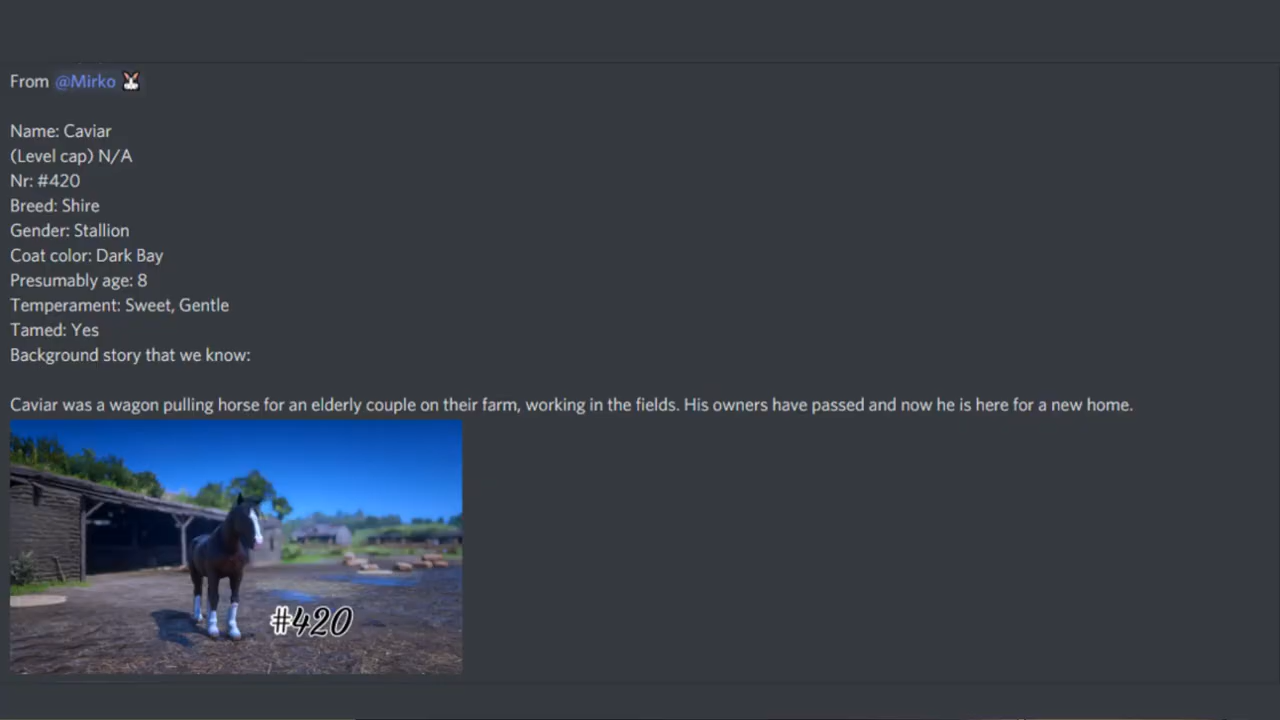 From @Mirko
Name: Caviar
(Level cap) N/A
Nr: #420
Breed: Shire
Gender: Stallion
Coat color: Dark Bay
Presumably age: 8
Temperament: Sweet, Gentle
Tamed: Yes
Background story that we know:
Caviar was a wagon pulling horse for an elderly couple on their farm, working in the fields. His owners have passed and now he is here for a new home.
#420